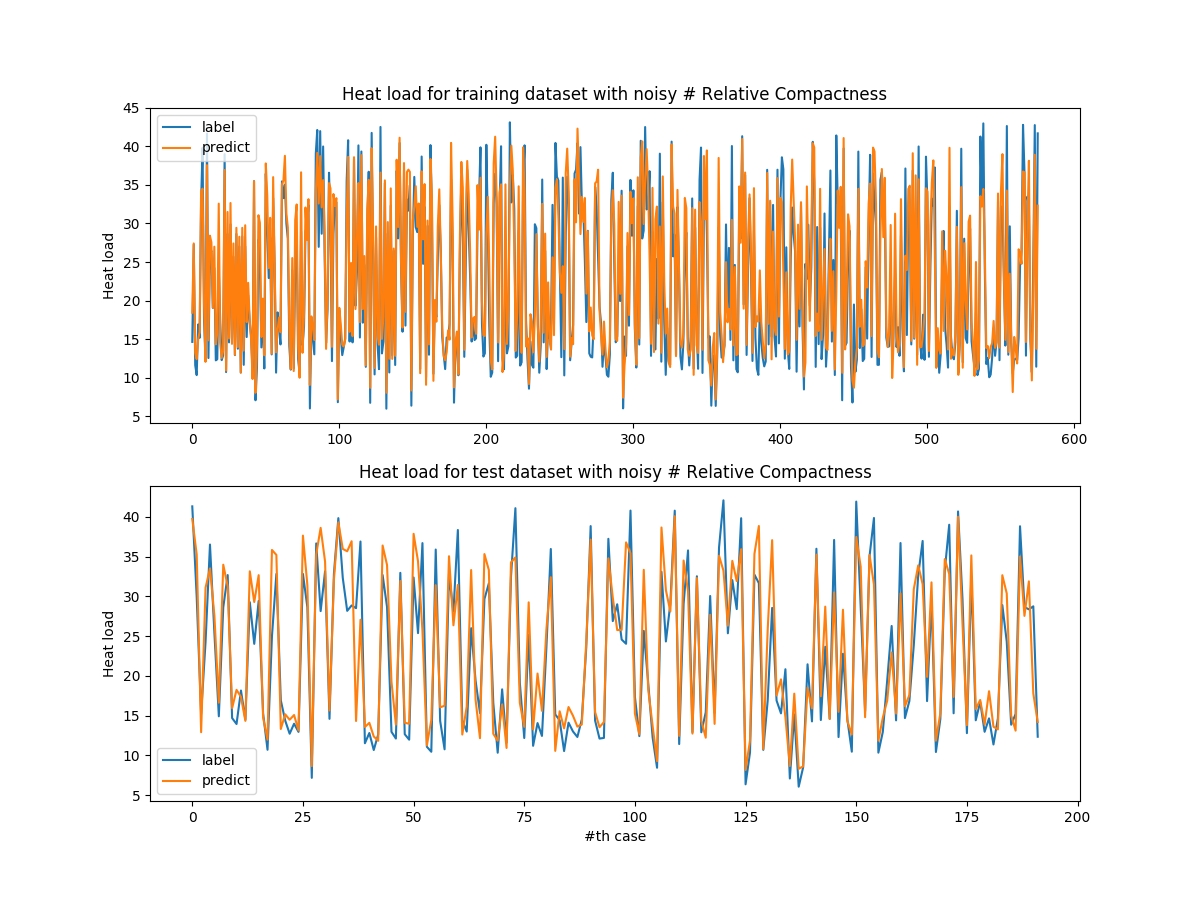 Heat load for training dataset with noisy # Relative Compactness
45
40
35
30
25
20
15
10
5
Heat load
label
predict
0 100 200 300 400 500 600
Heat load for test dataset with noisy # Relative Compactness
40
35
30
25
20
15
10
5
Heat load
label
predict
0 25 50 75 100 125 150 175 200
#th case